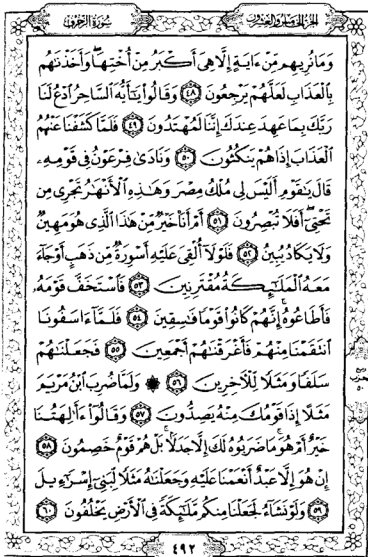 الجزء الخامس والعشرون
سورة الزخرف
وَمَا نُرِيهِم مِّنْ ءَايَةٍ إِلَّا هِيَ أَكْبَرُ مِنْ أُخْتِهَا وَأَخَذْنَٰهُم
بِٱلْعَذَابِ لَعَلَّهُمْ يَرْجِعُونَ ٤٨ وَقَالُوا۟ يَٰٓأَيُّهَ ٱلسَّاحِرُ ٱدْعُ لَنَا
رَبَّكَ بِمَا عَهِدَ عِندَكَ إِنَّنَا لَمُهْتَدُونَ ٤٩ فَلَمَّا كَشَفْنَا عَنْهُمُ
ٱلْعَذَابَ إِذَا هُمْ يَنكُثُونَ ٥٠ وَنَادَىٰ فِرْعَوْنُ فِى قَوْمِهِۦ
قَالَ يَٰقَوْمِ أَلَيْسَ لِى مُلْكُ مِصْرَ وَهَٰذِهِ ٱلْأَنْهَٰرُ تَجْرِى مِن
تَحْتِىٓ أَفَلَا تُبْصِرُونَ ٥١ أَمْ أَنَا۠ خَيْرٌ مِّنْ هَٰذَا ٱلَّذِى هُوَ مَهِينٌ
وَلَا يَكَادُ يُبِينُ ٥٢ فَلَوْلَآ أُلْقِىَ عَلَيْهِ أَسْوِرَةٌ مِّن ذَهَبٍ أَوْ جَآءَ
مَعَهُ ٱلْمَلَٰٓئِكَةُ مُقْتَرِنِينَ ٥٣ فَٱسْتَخَفَّ قَوْمَهُۥ
فَأَطَاعُوهُ إِنَّهُمْ كَانُوا۟ قَوْمًا فَٰسِقِينَ ٥٤ فَلَمَّآ ءَاسَفُونَا
ٱنتَقَمْنَا مِنْهُمْ فَأَغْرَقْنَٰهُمْ أَجْمَعِينَ ٥٥ فَجَعَلْنَٰهُمْ
سَلَفًا وَمَثَلًا لِّلْـَٔاخِرِينَ ٥٦ وَلَمَّا ضُرِبَ ٱبْنُ مَرْيَمَ
مَثَلًا إِذَا قَوْمُكَ مِنْهُ يَصِدُّونَ ٥٧ وَقَالُوٓا۟ ءَأَٰلِهَتُنَا
خَيْرٌ أَمْ هُوَ مَا ضَرَبُوهُ لَكَ إِلَّا جَدَلًۢا بَلْ هُمْ قَوْمٌ خَصِمُونَ ٥٨
إِنْ هُوَ إِلَّا عَبْدٌ أَنْعَمْنَا عَلَيْهِ وَجَعَلْنَٰهُ مَثَلًا لِّبَنِىٓ إِسْرَٰٓءِيلَ
٥٩ وَلَوْ نَشَآءُ لَجَعَلْنَا مِنكُم مَّلَٰٓئِكَةً فِى ٱلْأَرْضِ يَخْلُفُونَ ٦٠
٤٩٢